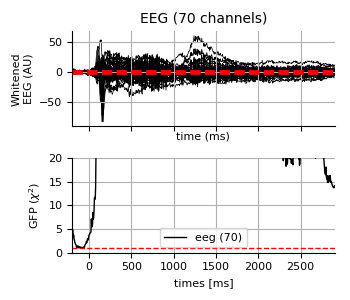 EEG (70 channels)
50
0
−50
Whitened
EEG (AU)
time (ms)
20
15
10
5
0
GFP (χ²)
eeg (70)
0
500
1000
1500
2000
2500
times [ms]